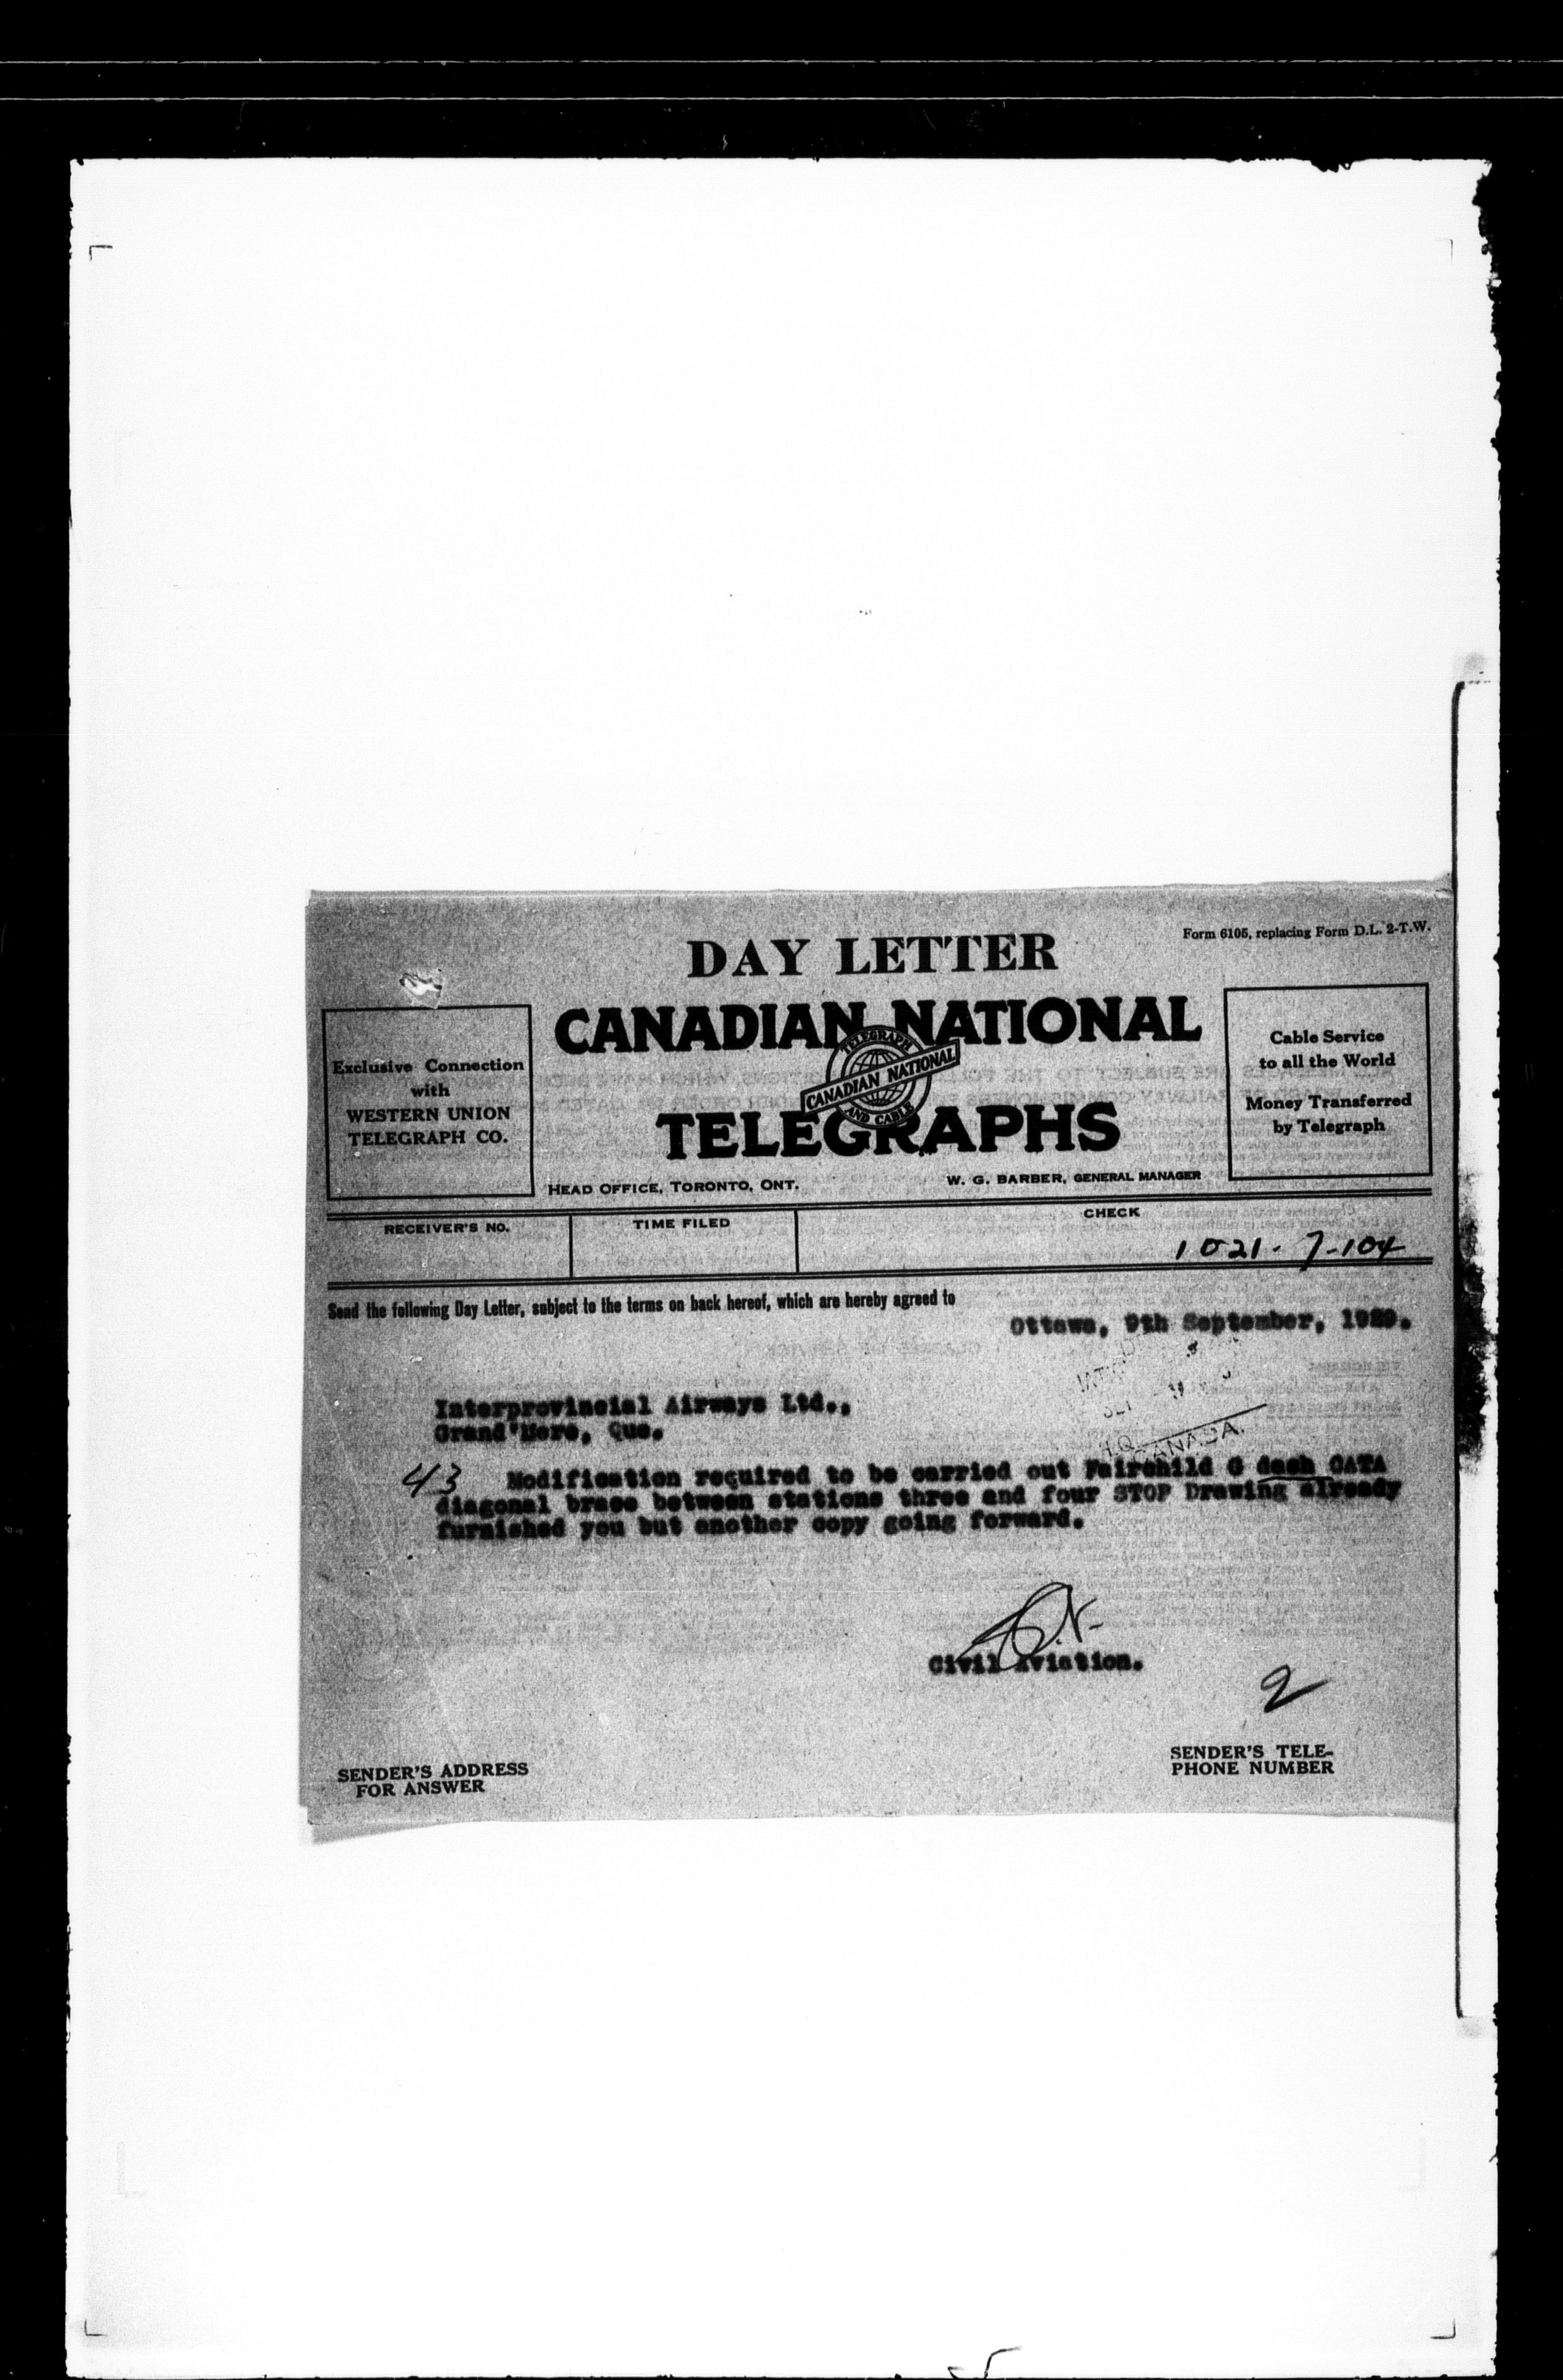 Form 6105, replacing Form D.L. 2-T.W.
DAY LETTER
CANADIAN NATIONAL
TELEGRAPH
CANADIAN NATIONAL
AND CABLE
TELEGRAPHS
Exclusive Connection
with
WESTERN UNION
TELEGRAPH CO.
Cable Service
to all the World
Money Transferred
by Telegraph
HEAD OFFICE, TORONTO, ONT.
W. G. BARBER, GENERAL MANAGER
RECEIVER'S NO.
TIME FILED
CHECK
1021-7-104
Send the following Day Letter, subject to the terms on back hereof, which are hereby agreed to
Ottawa, 9th September, 1929.
Interprovincial Airways Ltd.,
Grand'Mere, Que.
CANADA.
43 Modification required to be carried out Fairchild G dash CATA
diagonal brace between stations three and four STOP Drawing already
furnished you but another copy going forward.
Civil Aviation.
2
SENDER'S ADDRESS
FOR ANSWER
SENDER'S TELE-
PHONE NUMBER